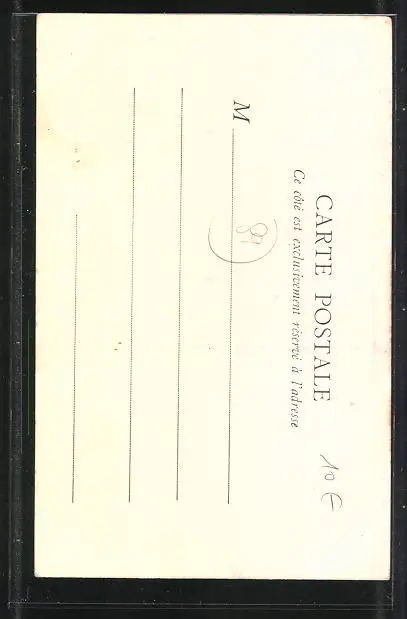 CARTE POSTALE
Ce côté est exclusivement réservé à l'adresse
M
10 €